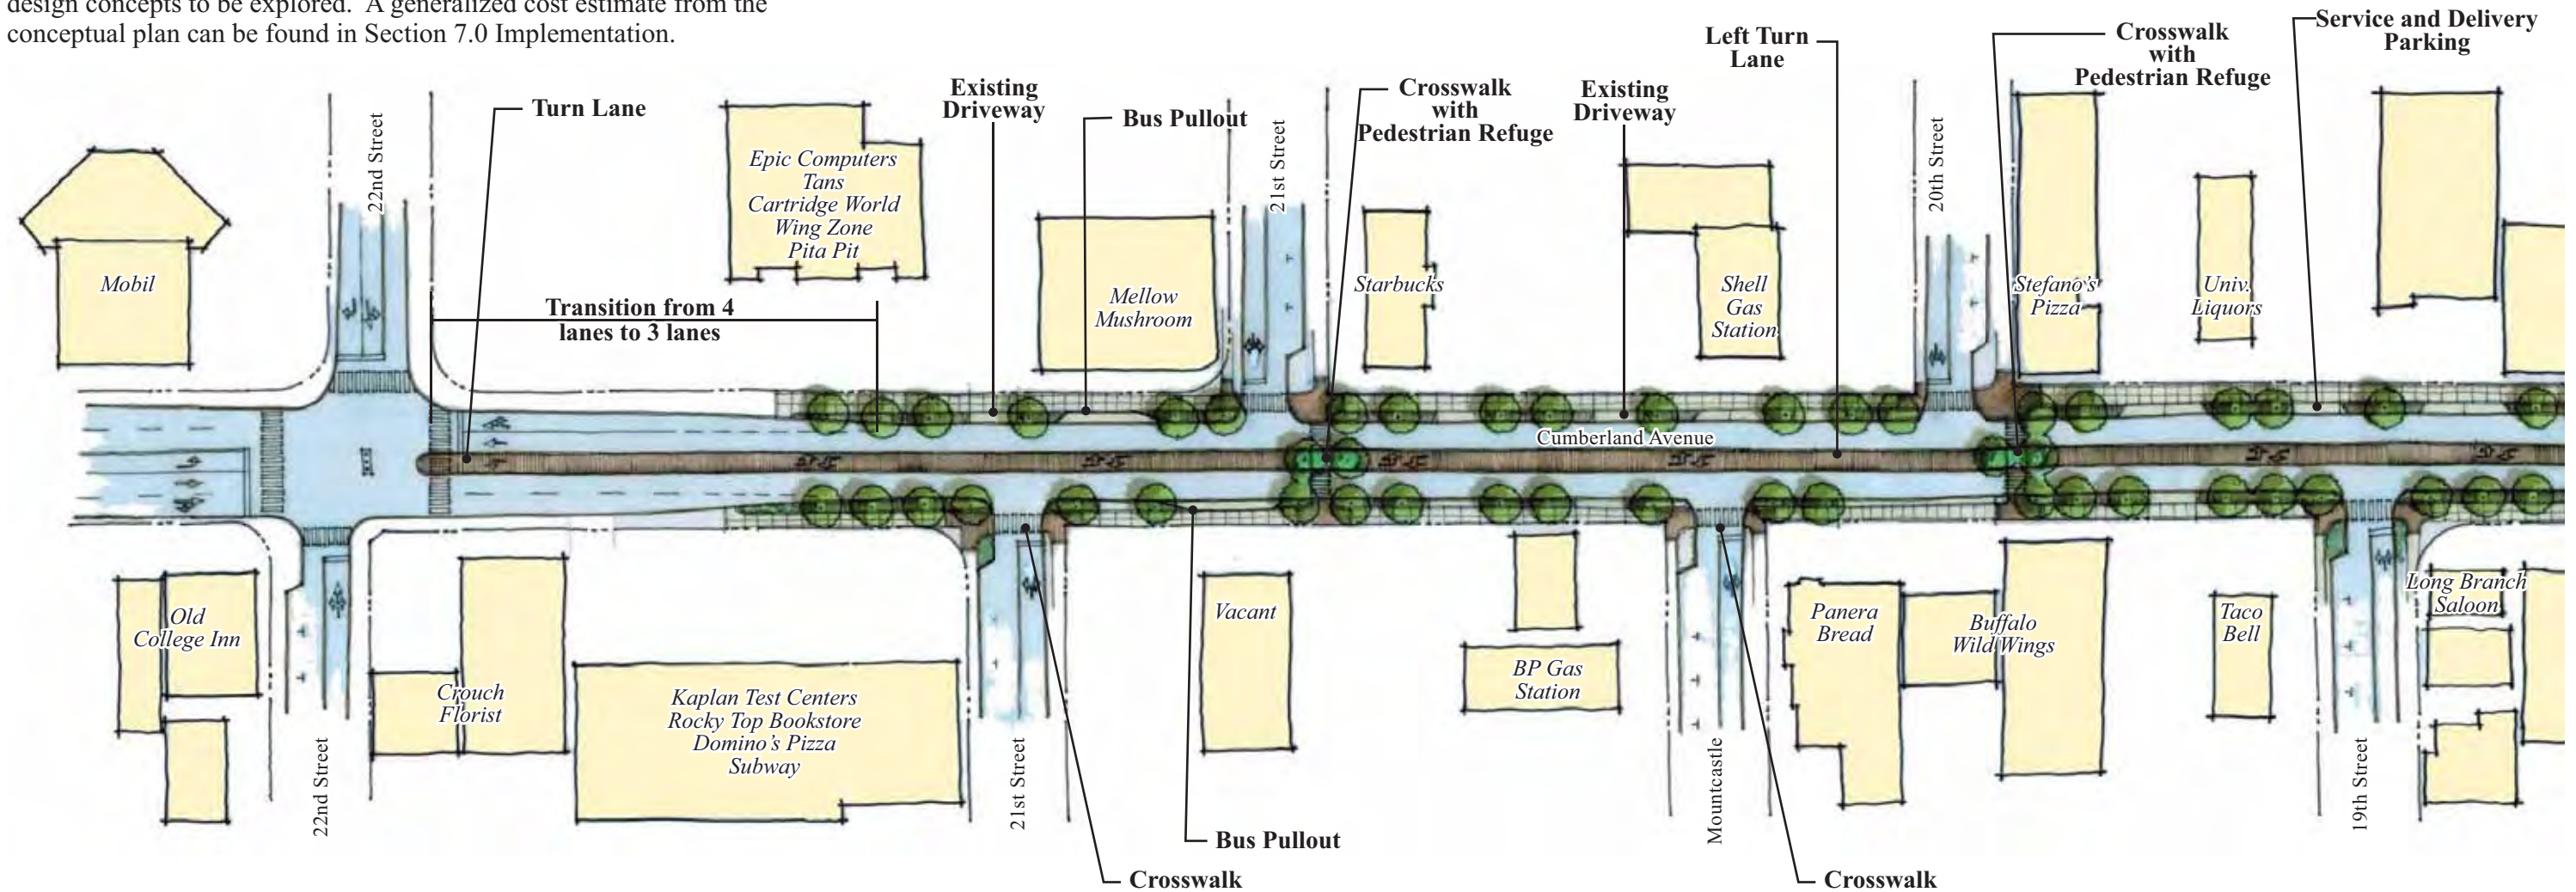 design concepts to be explored. A generalized cost estimate from the
conceptual plan can be found in Section 7.0 Implementation.
Service and Delivery
Parking
Crosswalk
with
Pedestrian Refuge
Left Turn
Lane
Existing
Driveway
Crosswalk
with
Pedestrian Refuge
Bus Pullout
Existing
Driveway
Turn Lane
22nd Street
21st Street
20th Street
Epic Computers
Tans
Cartridge World
Wing Zone
Pita Pit
Mobil
Mellow
Mushroom
Starbucks
Shell
Gas
Station
Stefano's
Pizza
Univ.
Liquors
Transition from 4
lanes to 3 lanes
Cumberland Avenue
Old
College Inn
Crouch
Florist
Kaplan Test Centers
Rocky Top Bookstore
Domino's Pizza
Subway
Vacant
BP Gas
Station
Panera
Bread
Buffalo
Wild Wings
Taco
Bell
Long Branch
Saloon
22nd Street
21st Street
Mountcastle
19th Street
Bus Pullout
Crosswalk
Crosswalk